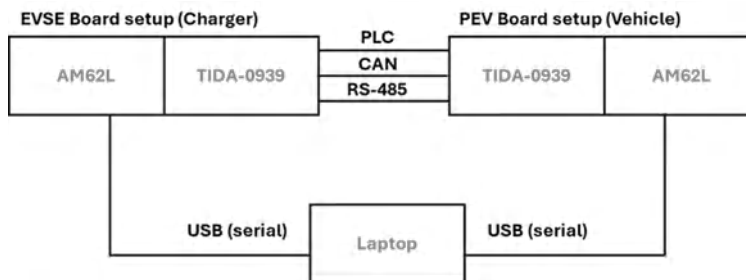 EVSE Board setup (Charger)
PEV Board setup (Vehicle)
AM62L
TIDA-0939
PLC
CAN
RS-485
TIDA-0939
AM62L
USB (serial)
Laptop
USB (serial)